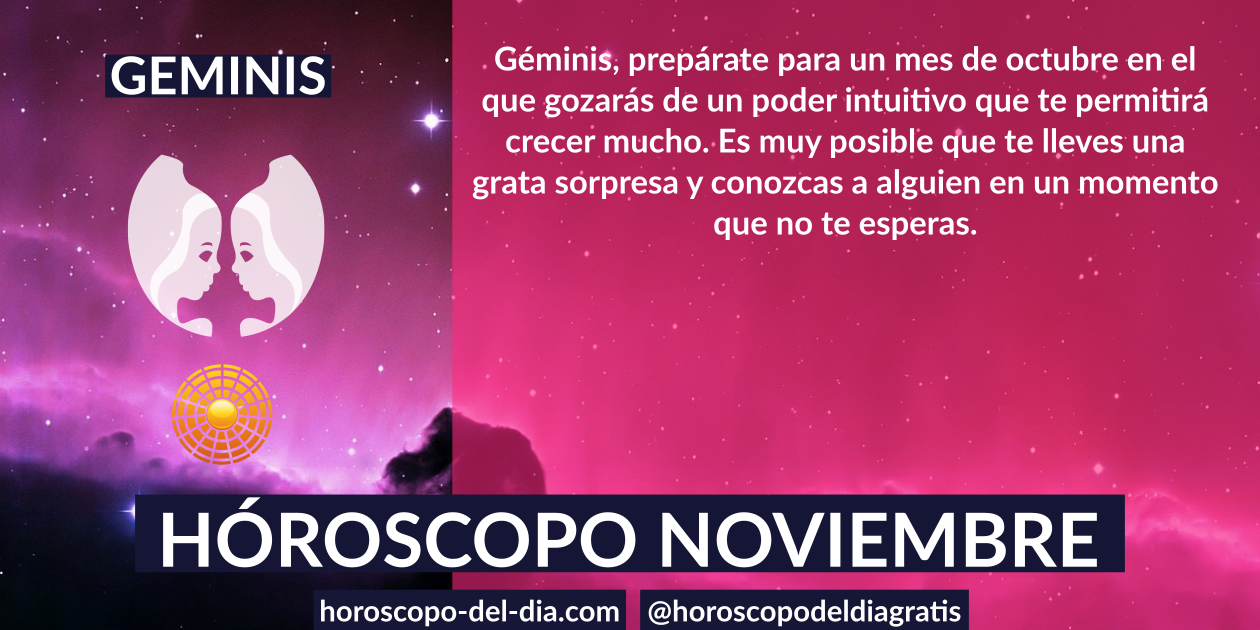 GEMINIS
Géminis, prepárate para un mes de octubre en el
que gozarás de un poder intuitivo que te permitirá
crecer mucho. Es muy posible que te lleves una
grata sorpresa y conozcas a alguien en un momento
que no te esperas.
HÓROSCOPO NOVIEMBRE
horoscopo-del-dia.com
@horoscopodeldiagratis